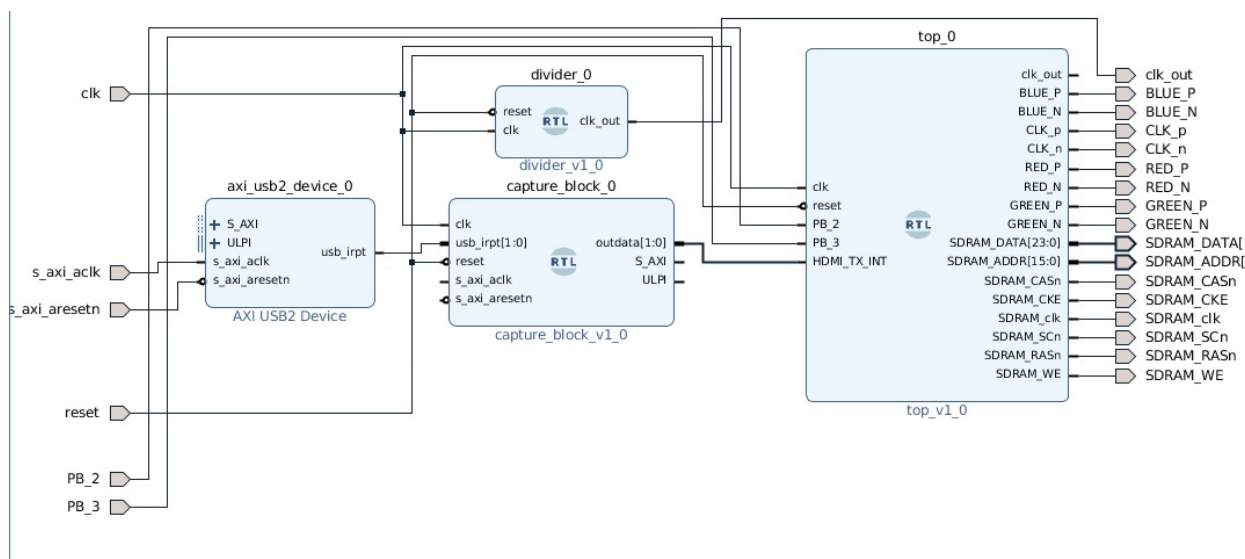 clk
s_axi_aclk
s_axi_aresetn
reset
PB_2
PB_3
axi_usb2_device_0
S_AXI
ULPI
s_axi_aclk
s_axi_aresetn
usb_irpt
AXI USB2 Device
divider_0
reset
clk
RTL
clk_out
divider_v1_0
capture_block_0
clk
usb_irpt[1:0]
reset
s_axi_aclk
s_axi_aresetn
RTL
outdata[1:0]
S_AXI
ULPI
capture_block_v1_0
top_0
clk
reset
PB_2
PB_3
HDMI_TX_INT
RTL
clk_out
BLUE_P
BLUE_N
CLK_p
CLK_n
RED_P
RED_N
GREEN_P
GREEN_N
SDRAM_DATA[23:0]
SDRAM_ADDR[15:0]
SDRAM_CASn
SDRAM_CKE
SDRAM_clk
SDRAM_SCn
SDRAM_RASn
SDRAM_WE
top_v1_0
clk_out
BLUE_P
BLUE_N
CLK_p
CLK_n
RED_P
RED_N
GREEN_P
GREEN_N
SDRAM_DATA[
SDRAM_ADDR[
SDRAM_CASn
SDRAM_CKE
SDRAM_clk
SDRAM_SCn
SDRAM_RASn
SDRAM_WE